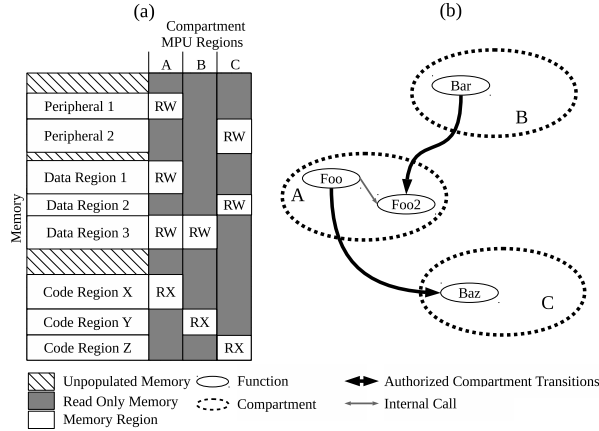 (a)
Compartment
MPU Regions
A B C
Peripheral 1 RW
Peripheral 2 RW
Data Region 1 RW
Data Region 2 RW
Data Region 3 RW RW
Code Region X RX
Code Region Y RX
Code Region Z RX
Memory
(b)
Bar
B
Foo
A
Foo2
Baz
C
Unpopulated Memory
Read Only Memory
Memory Region
Function
Compartment
Authorized Compartment Transitions
Internal Call